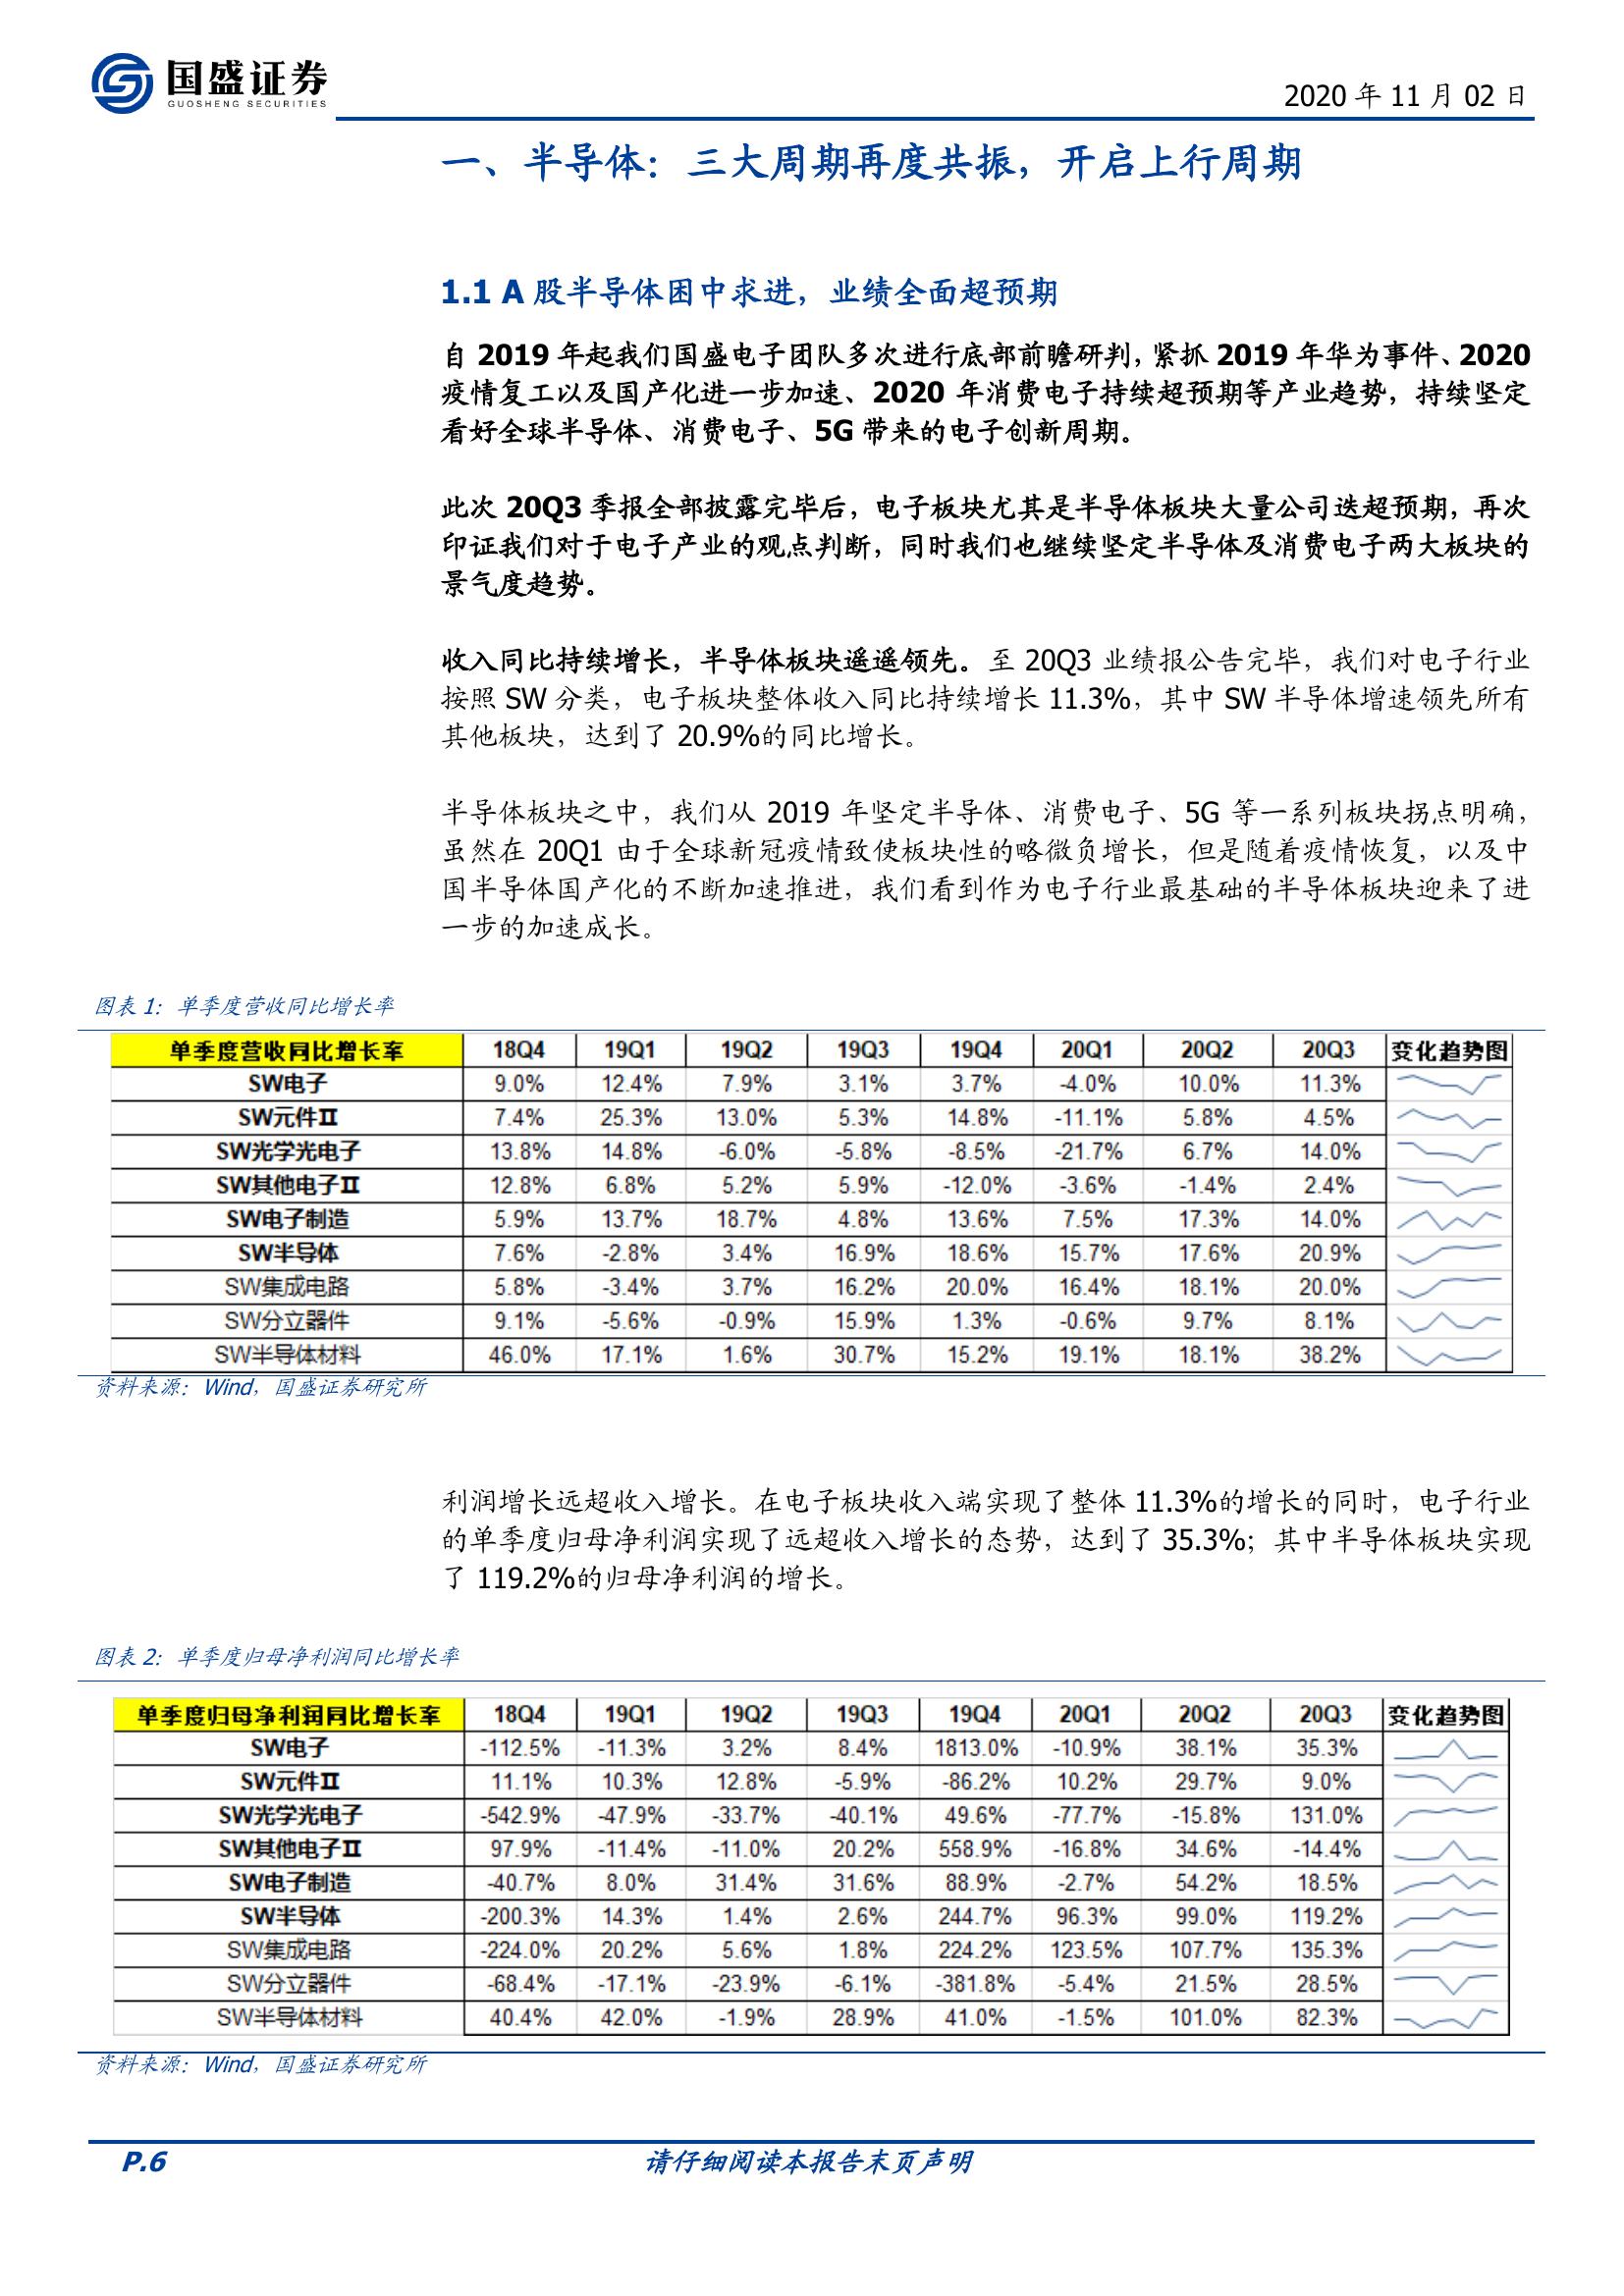 国盛证券
GUOSHENG SECURITIES
2020 年 11 月 02 日
一、半导体：三大周期再度共振，开启上行周期
1.1 A 股半导体困中求进，业绩全面超预期
自 2019 年起我们国盛电子团队多次进行底部前瞻研判，紧抓 2019 年华为事件、2020
疫情复工以及国产化进一步加速、2020 年消费电子持续超预期等产业趋势，持续坚定
看好全球半导体、消费电子、5G 带来的电子创新周期。
此次 20Q3 季报全部披露完毕后，电子板块尤其是半导体板块大量公司迭超预期，再次
印证我们对于电子产业的观点判断，同时我们也继续坚定半导体及消费电子两大板块的
景气度趋势。
收入同比持续增长，半导体板块遥遥领先。至 20Q3 业绩报公告完毕，我们对电子行业
按照 SW 分类，电子板块整体收入同比持续增长 11.3%，其中 SW 半导体增速领先所有
其他板块，达到了 20.9%的同比增长。
半导体板块之中，我们从 2019 年坚定半导体、消费电子、5G 等一系列板块拐点明确，
虽然在 20Q1 由于全球新冠疫情致使板块性的略微负增长，但是随着疫情恢复，以及中
国半导体国产化的不断加速推进，我们看到作为电子行业最基础的半导体板块迎来了进
一步的加速成长。
图表 1：单季度营收同比增长率
单季度营收同比增长率 18Q4 19Q1 19Q2 19Q3 19Q4 20Q1 20Q2 20Q3 变化趋势图
SW电子 9.0% 12.4% 7.9% 3.1% 3.7% -4.0% 10.0% 11.3%
SW元件II 7.4% 25.3% 13.0% 5.3% 14.8% -11.1% 5.8% 4.5%
SW光学光电子 13.8% 14.8% -6.0% -5.8% -8.5% -21.7% 6.7% 14.0%
SW其他电子II 12.8% 6.8% 5.2% 5.9% -12.0% -3.6% -1.4% 2.4%
SW电子制造 5.9% 13.7% 18.7% 4.8% 13.6% 7.5% 17.3% 14.0%
SW半导体 7.6% -2.8% 3.4% 16.9% 18.6% 15.7% 17.6% 20.9%
SW集成电路 5.8% -3.4% 3.7% 16.2% 20.0% 16.4% 18.1% 20.0%
SW分立器件 9.1% -5.6% -0.9% 15.9% 1.3% -0.6% 9.7% 8.1%
SW半导体材料 46.0% 17.1% 1.6% 30.7% 15.2% 19.1% 18.1% 38.2%
资料来源：Wind，国盛证券研究所
利润增长远超收入增长。在电子板块收入端实现了整体 11.3%的增长的同时，电子行业
的单季度归母净利润实现了远超收入增长的态势，达到了 35.3%；其中半导体板块实现
了 119.2%的归母净利润的增长。
图表 2：单季度归母净利润同比增长率
单季度归母净利润同比增长率 18Q4 19Q1 19Q2 19Q3 19Q4 20Q1 20Q2 20Q3 变化趋势图
SW电子 -112.5% -11.3% 3.2% 8.4% 1813.0% -10.9% 38.1% 35.3%
SW元件II 11.1% 10.3% 12.8% -5.9% -86.2% 10.2% 29.7% 9.0%
SW光学光电子 -542.9% -47.9% -33.7% -40.1% 49.6% -77.7% -15.8% 131.0%
SW其他电子II 97.9% -11.4% -11.0% 20.2% 558.9% -16.8% 34.6% -14.4%
SW电子制造 -40.7% 8.0% 31.4% 31.6% 88.9% -2.7% 54.2% 18.5%
SW半导体 -200.3% 14.3% 1.4% 2.6% 244.7% 96.3% 99.0% 119.2%
SW集成电路 -224.0% 20.2% 5.6% 1.8% 224.2% 123.5% 107.7% 135.3%
SW分立器件 -68.4% -17.1% -23.9% -6.1% -381.8% -5.4% 21.5% 28.5%
SW半导体材料 40.4% 42.0% -1.9% 28.9% 41.0% -1.5% 101.0% 82.3%
资料来源：Wind，国盛证券研究所
P.6 请仔细阅读本报告末页声明